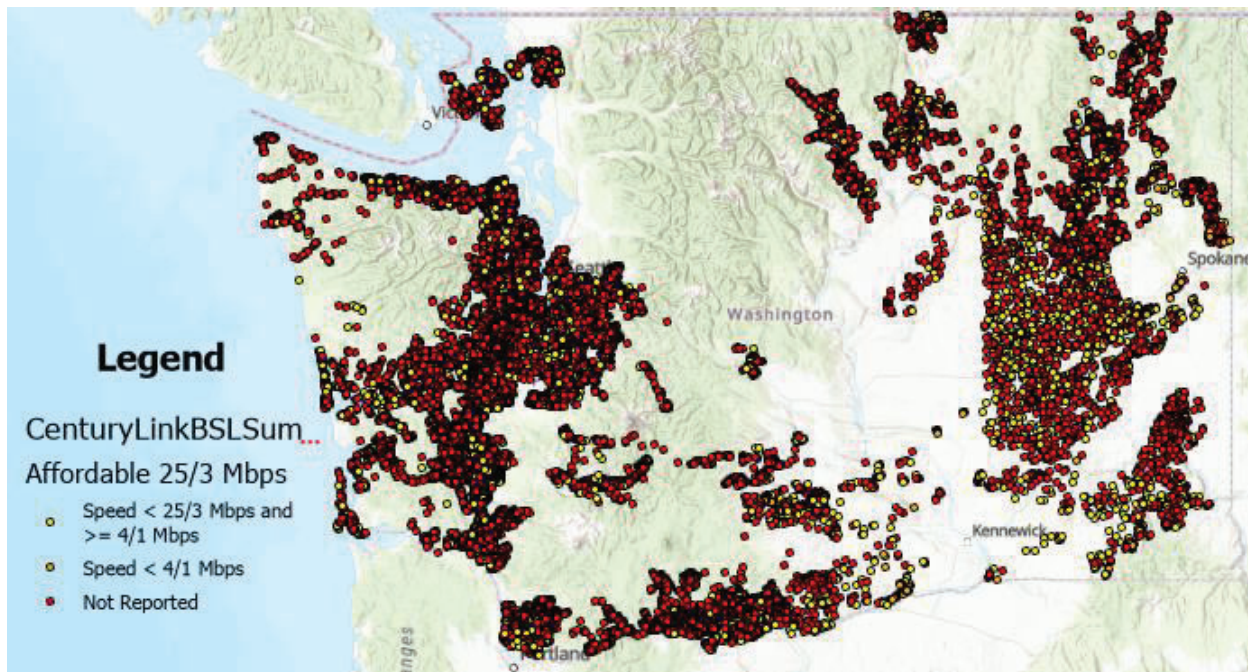 Seattle
Spokane
Washington
Legend
CenturyLinkBSLSum...
Affordable 25/3 Mbps
Speed < 25/3 Mbps and
>= 4/1 Mbps
Speed < 4/1 Mbps
Not Reported
Kennewick
Portland